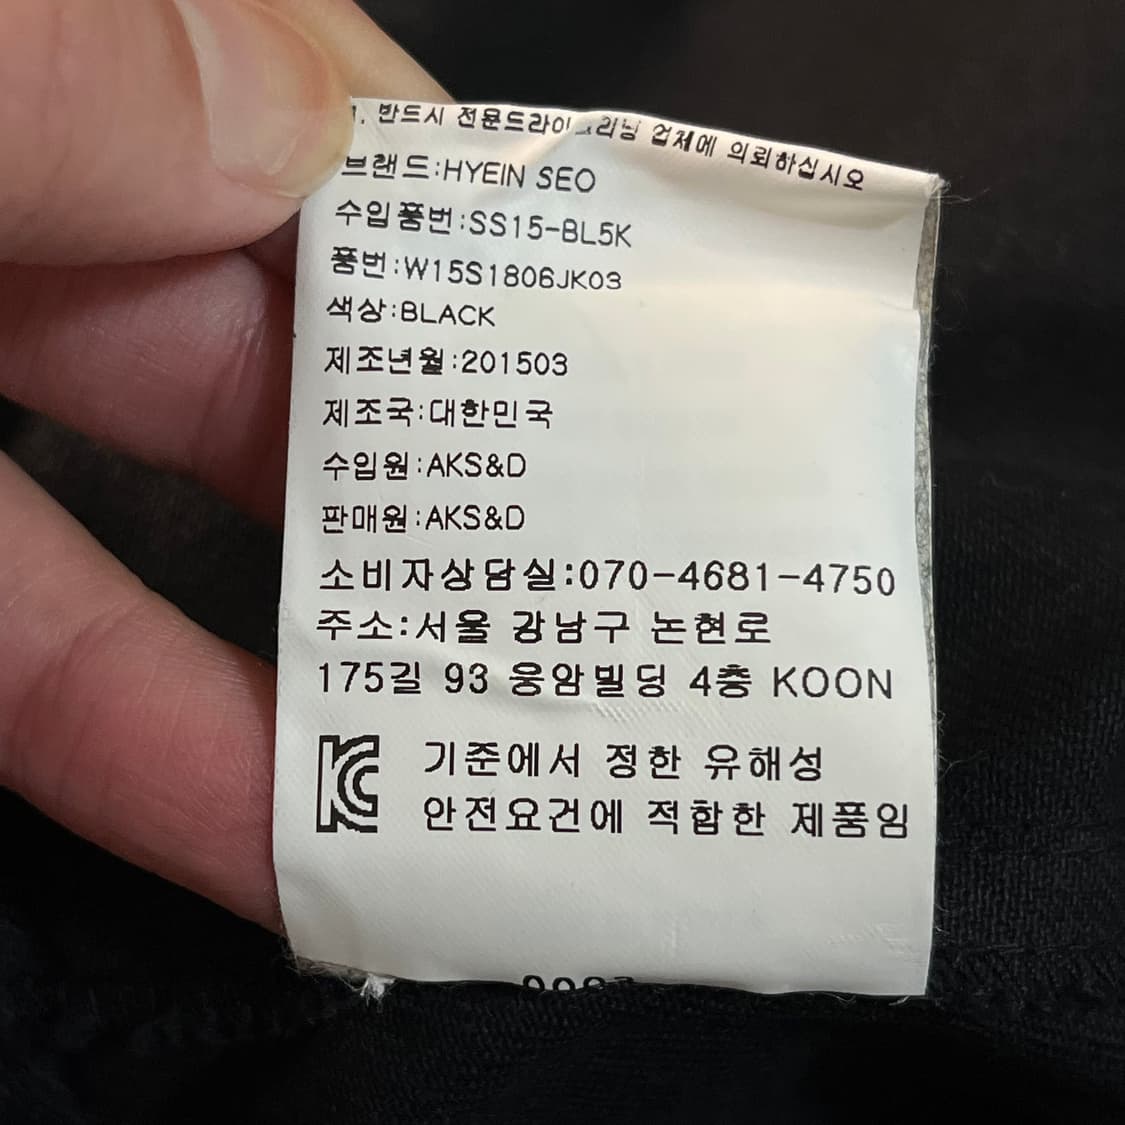 반드시 전문드라이크리닝 업체에 의뢰하십시오
브랜드:HYEIN SEO
수입품번:SS15-BL5K
품번:W15S1806JK03
색상:BLACK
제조년월:201503
제조국:대한민국
수입원:AKS&D
판매원:AKS&D
소비자상담실:070-4681-4750
주소:서울 강남구 논현로
175길 93 웅암빌딩 4층 KOON
KC 기준에서 정한 유해성
안전요건에 적합한 제품임